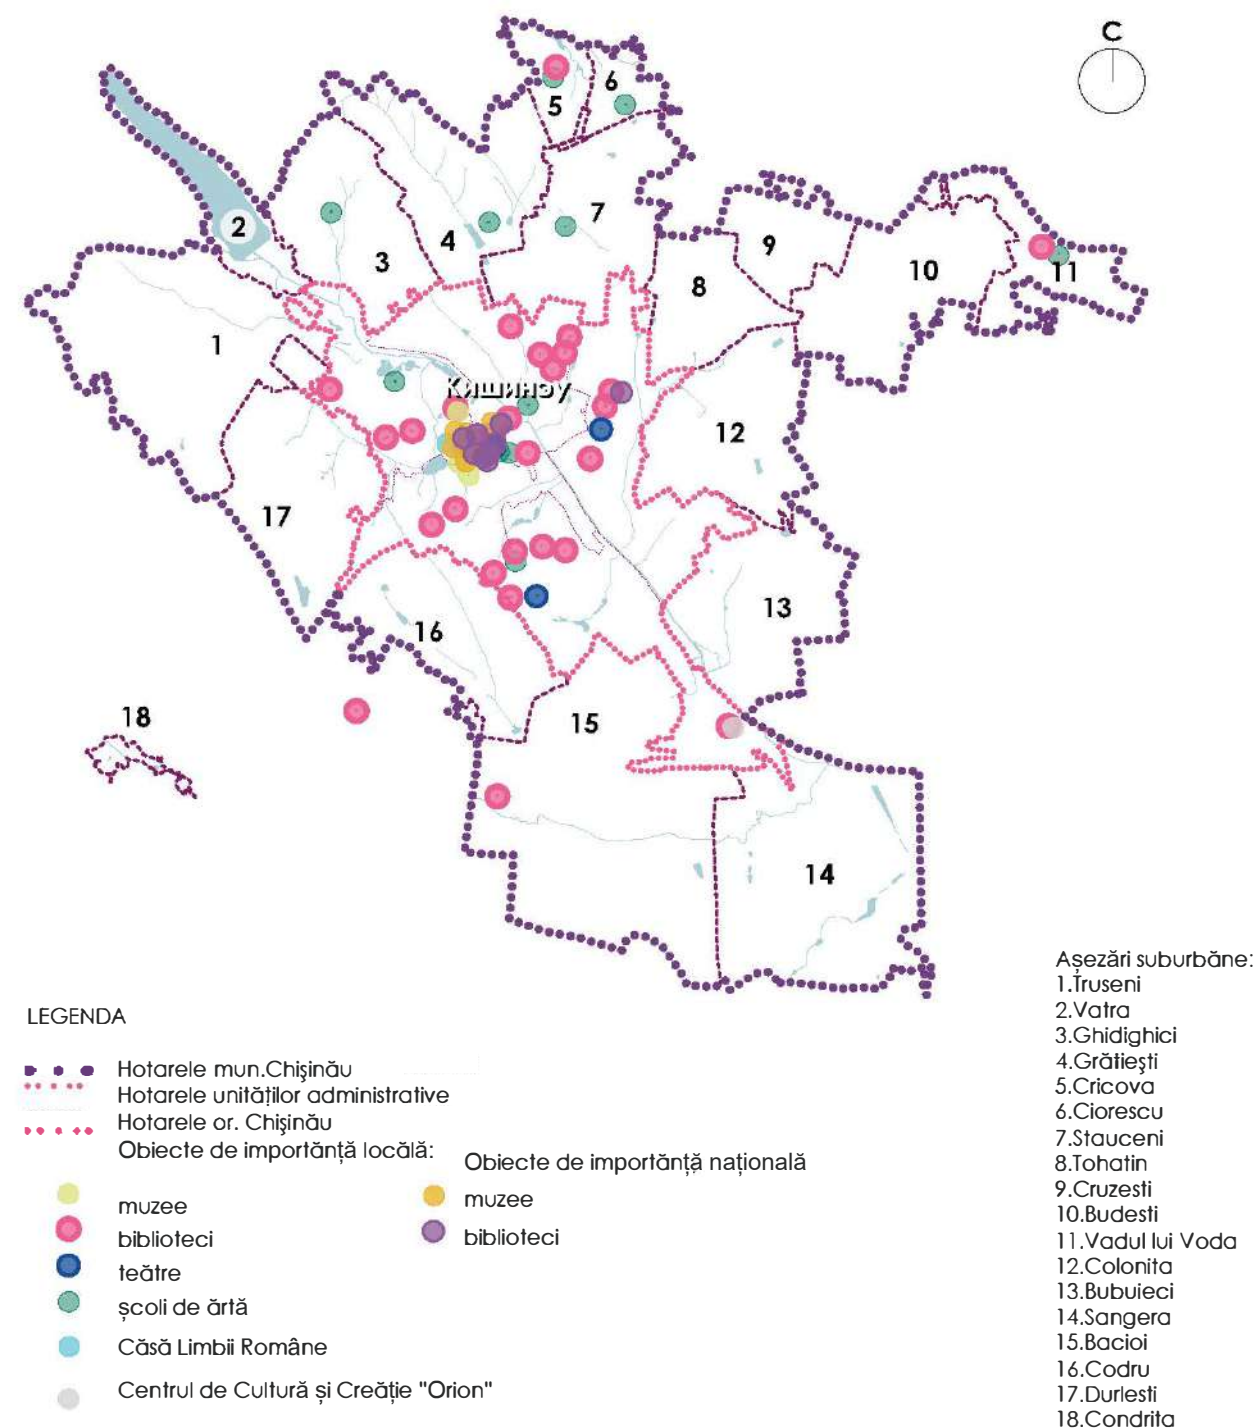 C
5
6
2
7
4
3
9
10
11
8
1
Кишинэу
12
17
13
16
18
15
14
LEGENDA
Hotarele mun.Chişinău
Hotarele unităților administrative
Hotarele or. Chişinău
Obiecte de importănță locălă:
muzee
biblioteci
teătre
școli de ărtă
Căsă Limbii Române
Centrul de Cultură și Creăție "Orion"
Obiecte de importănță națională
muzee
biblioteci
Așezări suburbăne:
1.Truseni
2.Vatra
3.Ghidighici
4.Grătieşti
5.Cricova
6.Ciorescu
7.Stauceni
8.Tohatin
9.Cruzesti
10.Budesti
11.Vadul lui Voda
12.Colonita
13.Bubuieci
14.Sangera
15.Bacioi
16.Codru
17.Durlesti
18.Condrita